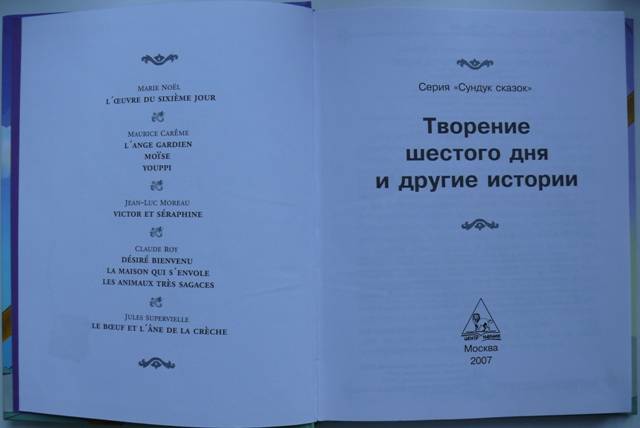 Marie Noël
L´ŒUVRE DU SIXIÈME JOUR
Maurice Carême
L´ANGE GARDIEN
MOÏSE
YOUPPI
Jean-Luc Moreau
VICTOR ET SÉRAPHINE
Claude Roy
DÉSIRÉ BIENVENU
LA MAISON QUI S´ENVOLE
LES ANIMAUX TRÈS SAGACES
Jules Supervielle
LE BŒUF ET L´ÂNE DE LA CRÈCHE
Серия «Сундук сказок»
Творение
шестого дня
и другие истории
Москва
2007